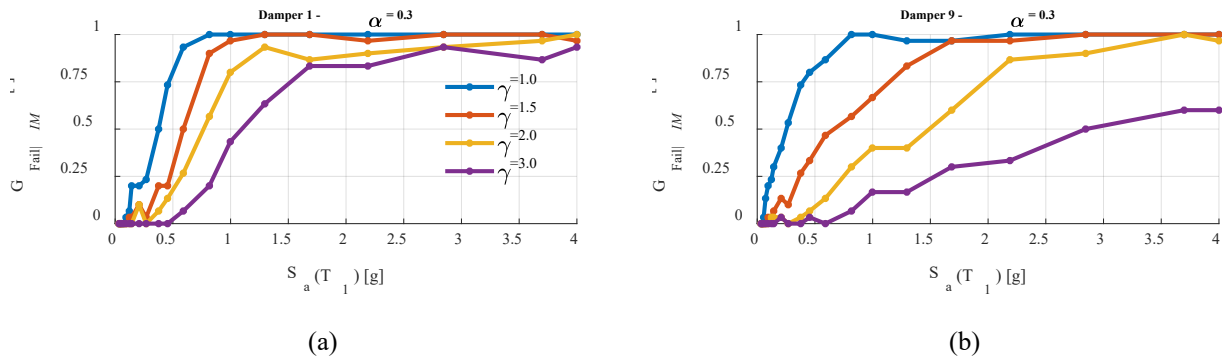 Damper 1 - α = 0.3
1
0.75
0.5
0.25
0
G Fail| IM
0 0.5 1 1.5 2 2.5 3 3.5 4
S a (T 1 ) [g]
γ=1.0
γ=1.5
γ=2.0
γ=3.0
(a)
Damper 9 - α = 0.3
1
0.75
0.5
0.25
0
G Fail| IM
0 0.5 1 1.5 2 2.5 3 3.5 4
S a (T 1 ) [g]
(b)